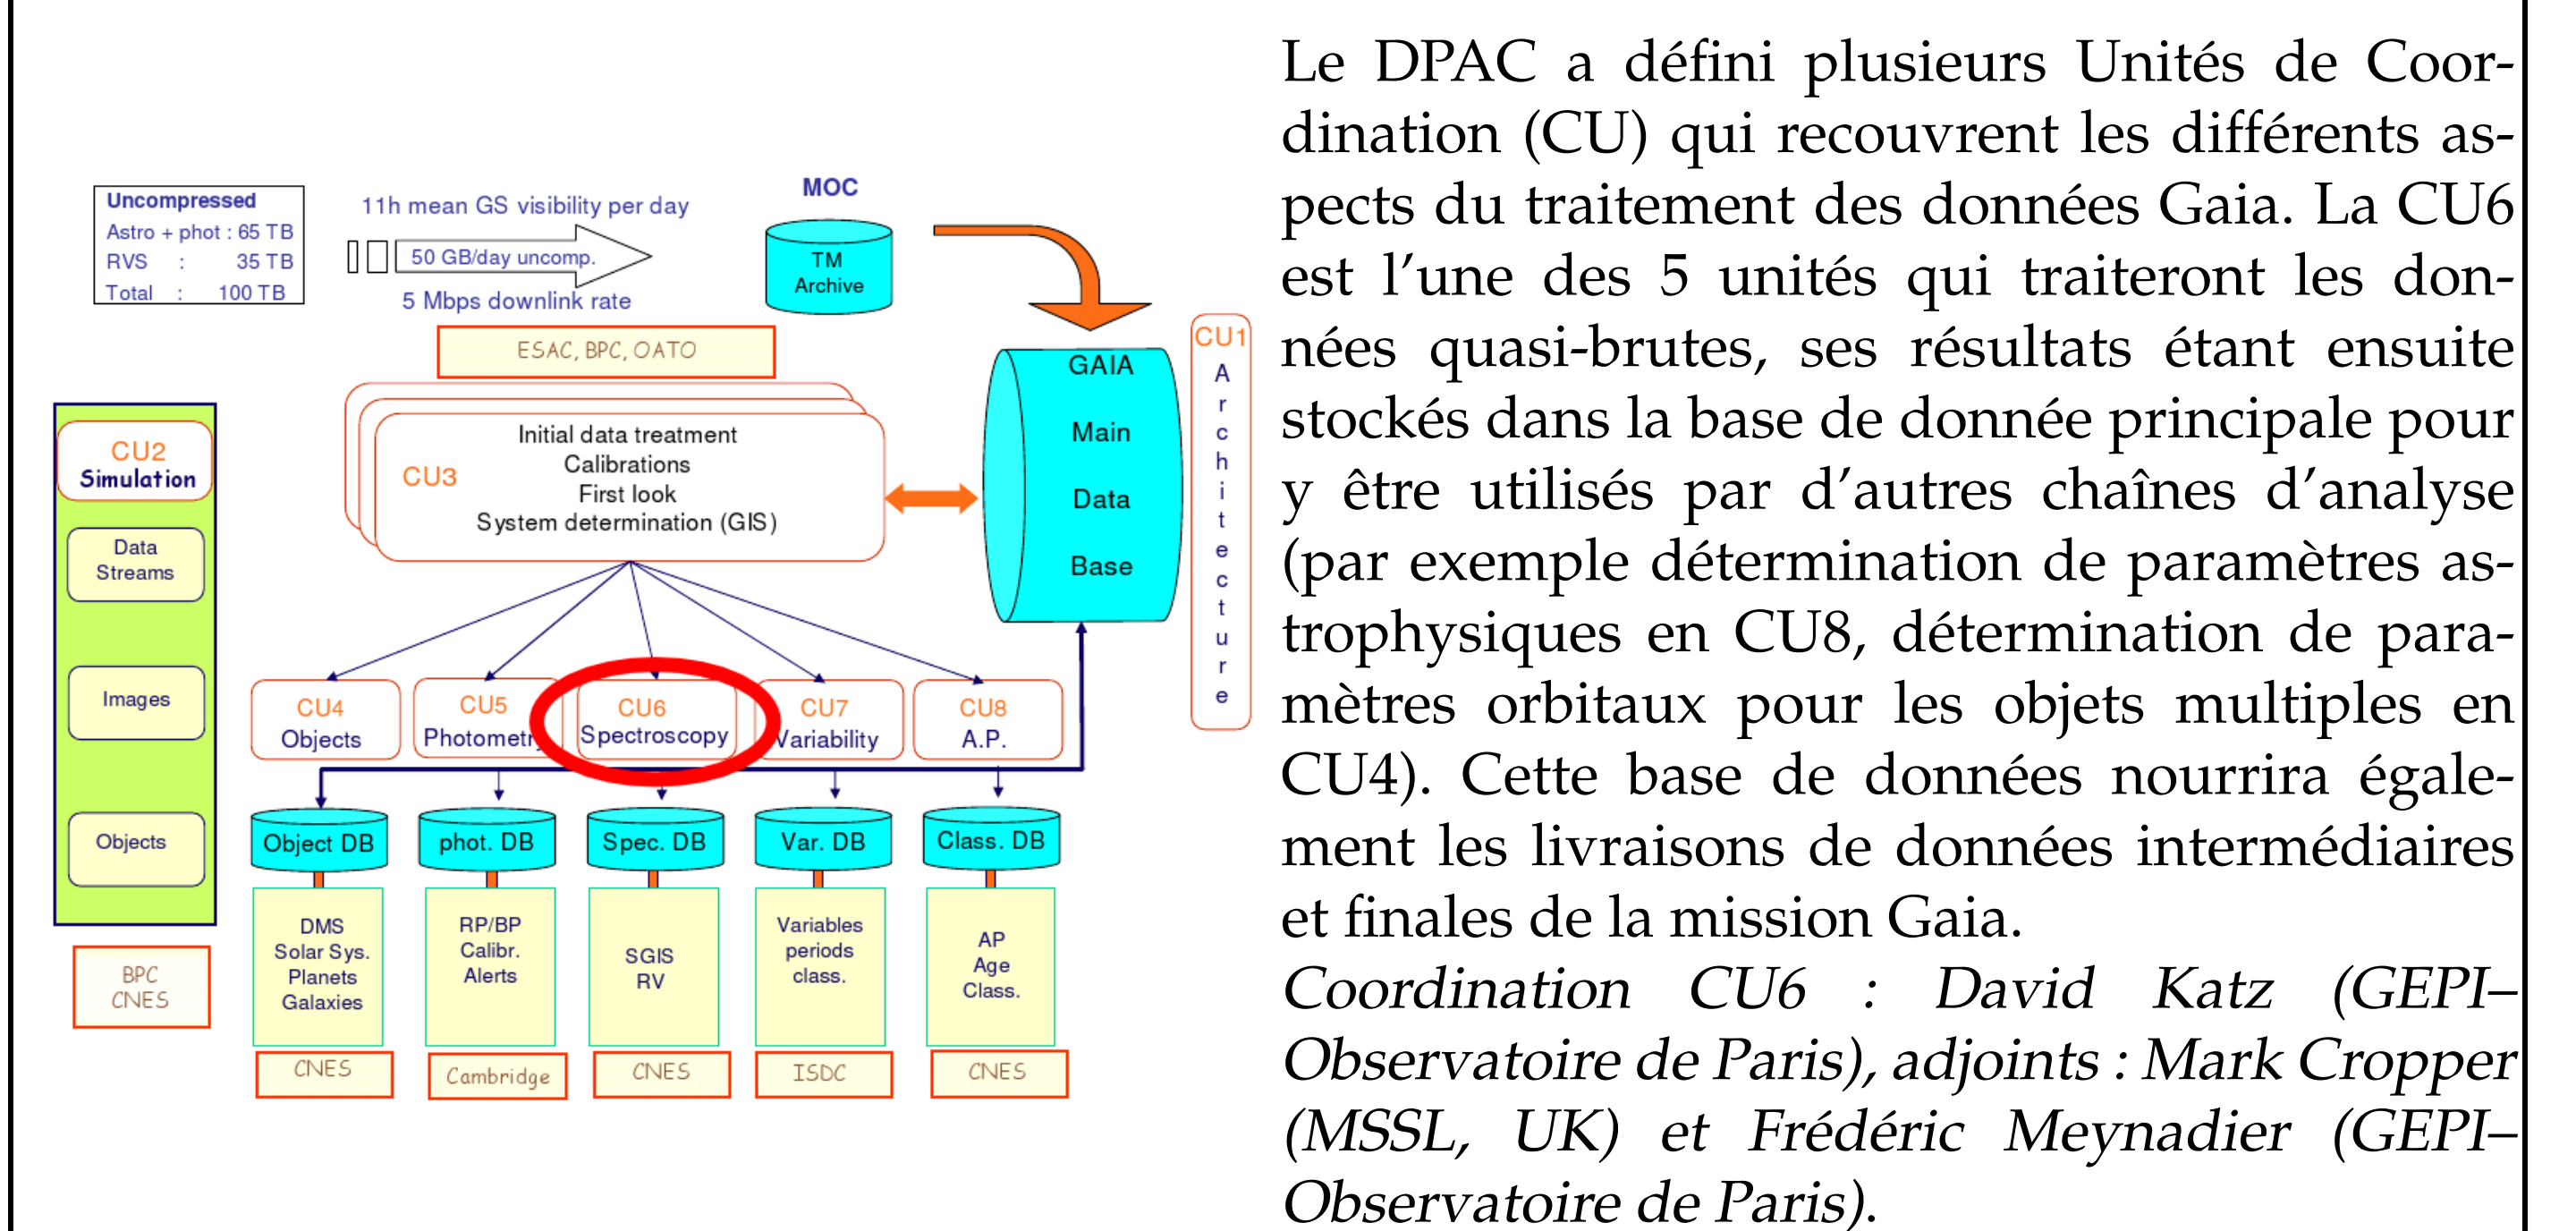 Uncompressed
Astro + phot : 65 TB
RVS : 35 TB
Total : 100 TB
11h mean GS visibility per day
50 GB/day uncomp.
5 Mbps downlink rate
MOC
TM
Archive
ESAC, BPC, OATO
CU3
Initial data treatment
Calibrations
First look
System determination (GIS)
GAIA
Main
Data
Base
CU1
A
r
c
h
i
t
e
c
t
u
r
e
CU2
Simulation
Data
Streams
Images
Objects
BPC
CNES
CU4
Objects
CU5
Photometry
CU6
Spectroscopy
CU7
Variability
CU8
A.P.
Object DB
phot. DB
Spec. DB
Var. DB
Class. DB
DMS
Solar Sys.
Planets
Galaxies
RP/BP
Calibr.
Alerts
SGIS
RV
Variables
periods
class.
AP
Age
Class.
CNES
Cambridge
CNES
ISDC
CNES
Le DPAC a défini plusieurs Unités de Coor-
dination (CU) qui recouvrent les différents as-
pects du traitement des données Gaia. La CU6
est l'une des 5 unités qui traiteront les don-
nées quasi-brutes, ses résultats étant ensuite
stockés dans la base de donnée principale pour
y être utilisés par d'autres chaînes d'analyse
(par exemple détermination de paramètres as-
trophysiques en CU8, détermination de para-
mètres orbitaux pour les objets multiples en
CU4). Cette base de données nourrira égale-
ment les livraisons de données intermédiaires
et finales de la mission Gaia.
Coordination CU6 : David Katz (GEPI–
Observatoire de Paris), adjoints : Mark Cropper
(MSSL, UK) et Frédéric Meynadier (GEPI–
Observatoire de Paris).